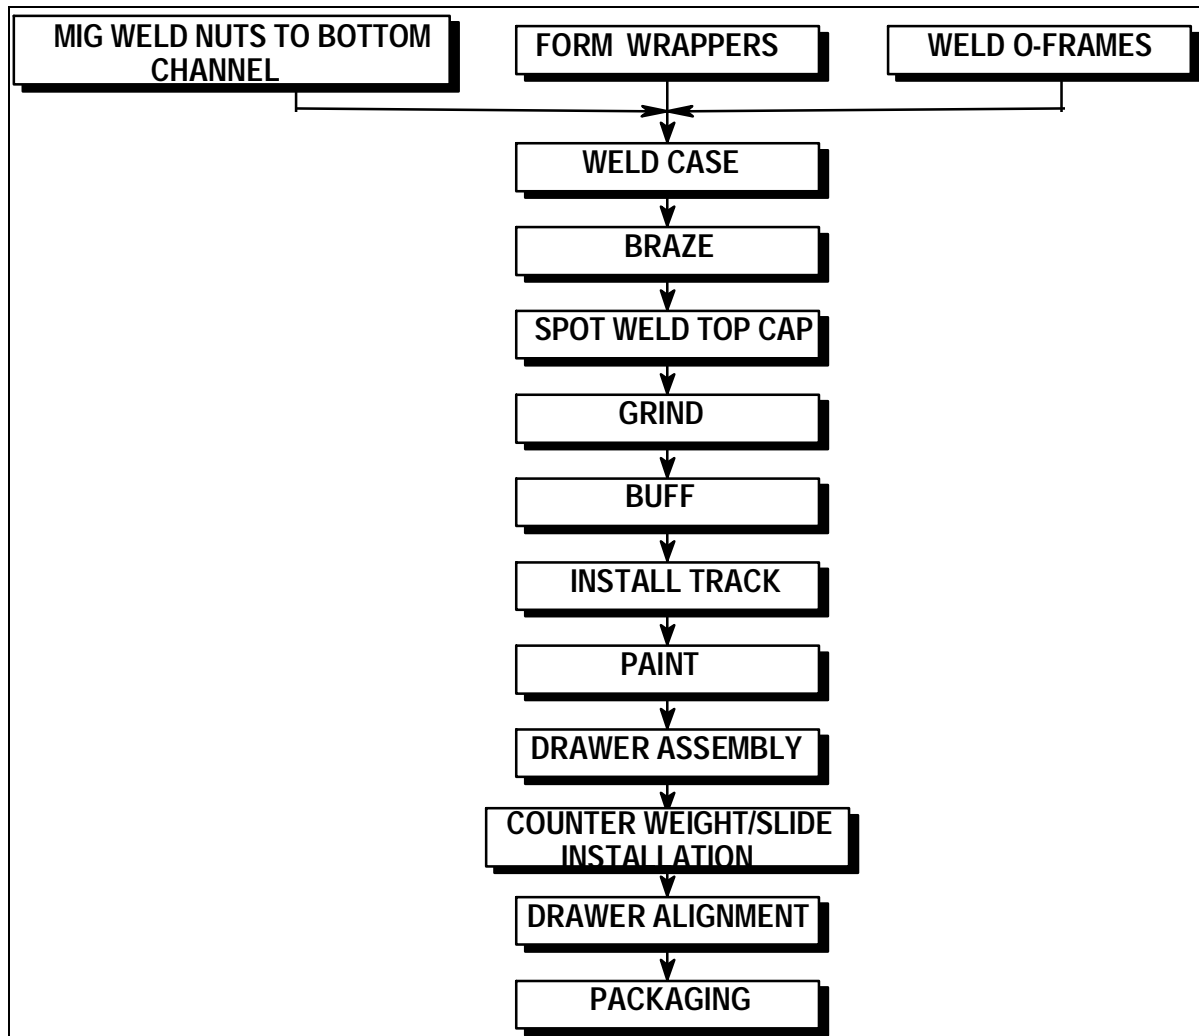 MIG WELD NUTS TO BOTTOM
CHANNEL
FORM WRAPPERS
WELD O-FRAMES
WELD CASE
BRAZE
SPOT WELD TOP CAP
GRIND
BUFF
INSTALL TRACK
PAINT
DRAWER ASSEMBLY
COUNTER WEIGHT/SLIDE
INSTALLATION
DRAWER ALIGNMENT
PACKAGING